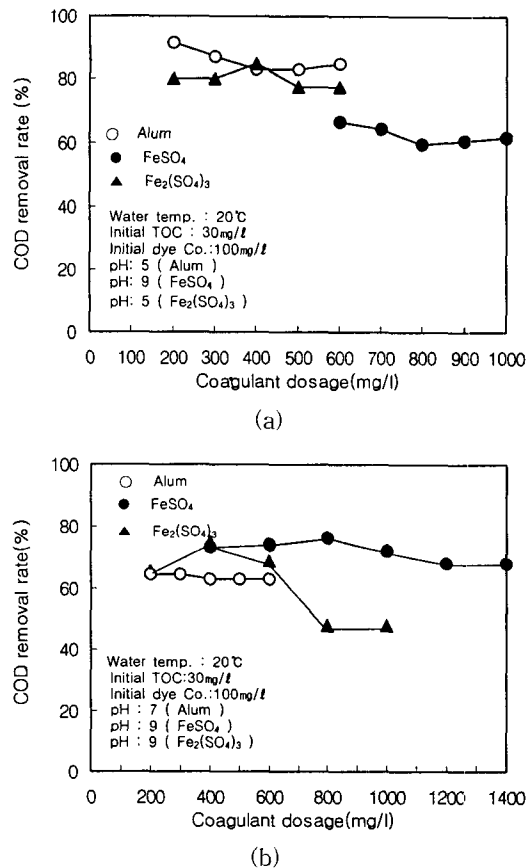 100
80
60
40
20
0
COD removal rate (%)
○ Alum
● FeSO₄
▲ Fe₂(SO₄)₃
Water temp. : 20℃
Initial TOC : 30㎎/ℓ
Initial dye Co.:100㎎/ℓ
pH: 5 ( Alum )
pH: 9 ( FeSO₄ )
pH: 5 ( Fe₂(SO₄)₃ )
0 100 200 300 400 500 600 700 800 900 1000
Coagulant dosage(mg/l)
(a)
100
80
60
40
20
0
COD removal rate(%)
○ Alum
● FeSO₄
▲ Fe₂(SO₄)₃
Water temp. : 20℃
Initial TOC:30㎎/ℓ
Initial dye Co.:100㎎/ℓ
pH : 7 ( Alum )
pH : 9 ( FeSO₄ )
pH : 9 ( Fe₂(SO₄)₃ )
0 200 400 600 800 1000 1200 1400
Coagulant dosage(mg/l)
(b)